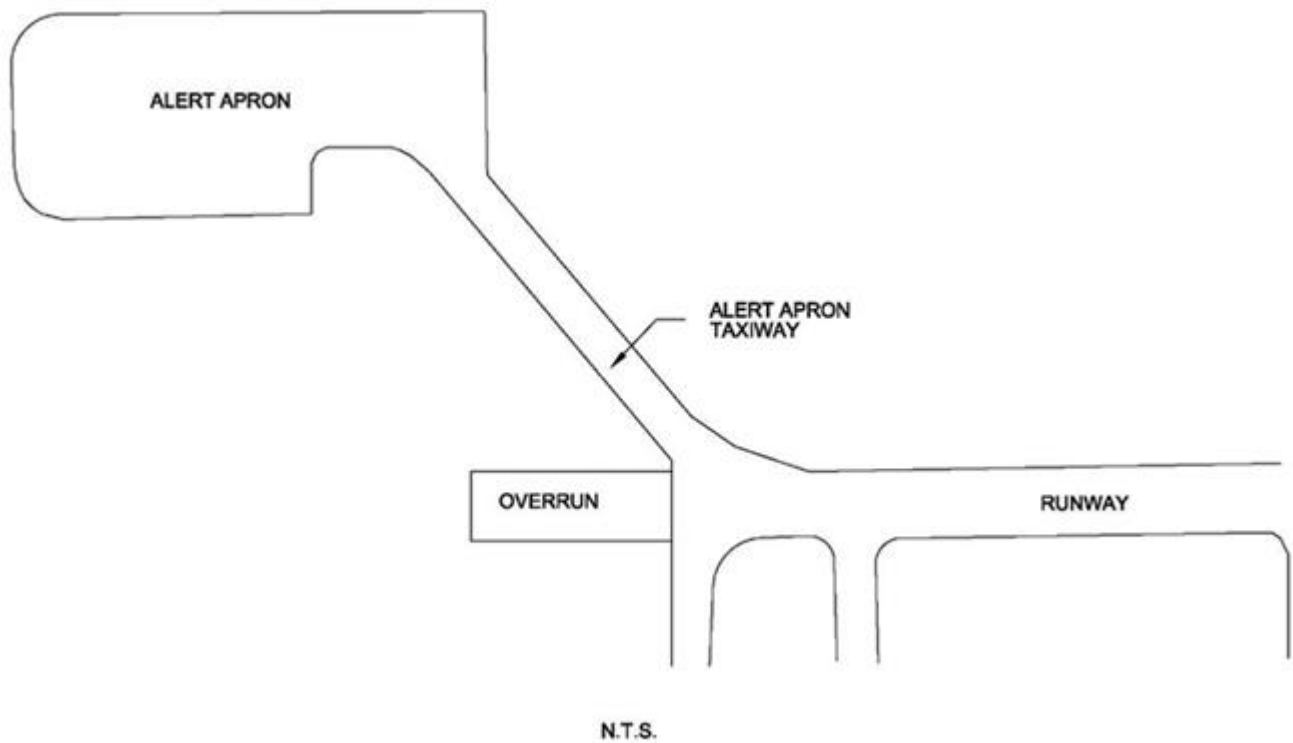 ALERT APRON
ALERT APRON
TAXIWAY
OVERRUN
RUNWAY
N.T.S.